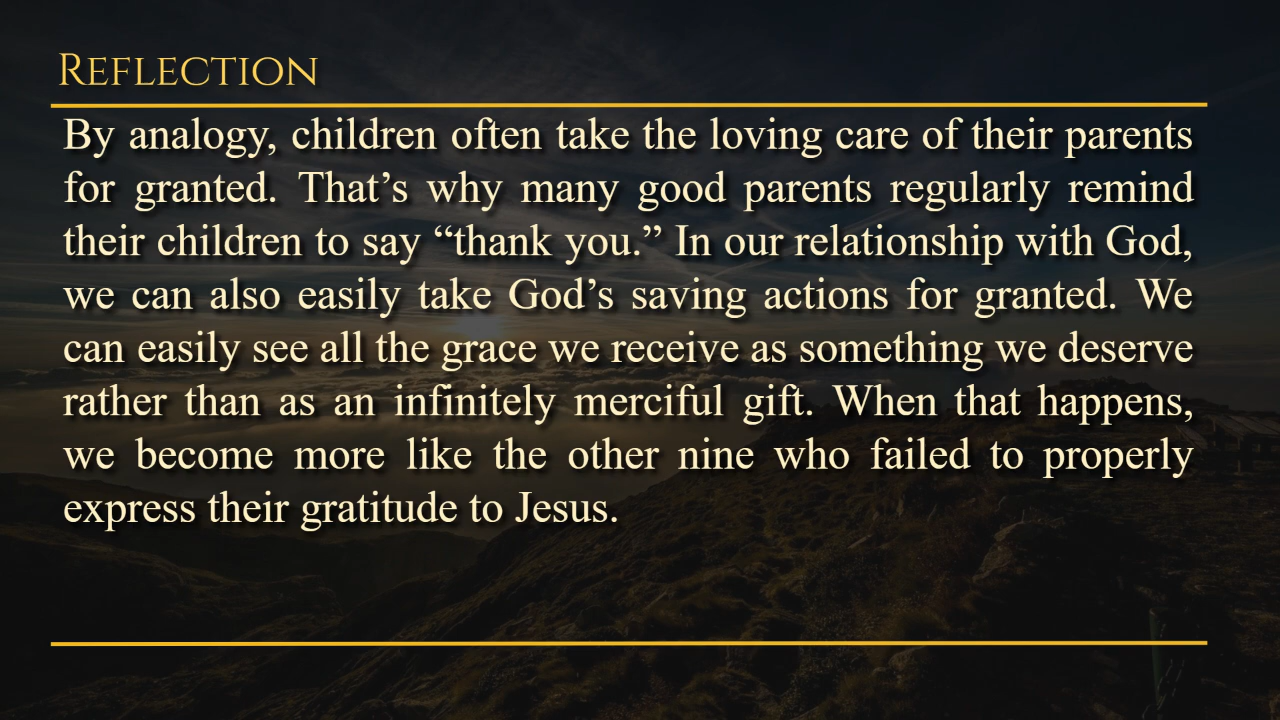 Reflection
By analogy, children often take the loving care of their parents
for granted. That’s why many good parents regularly remind
their children to say “thank you.” In our relationship with God,
we can also easily take God’s saving actions for granted. We
can easily see all the grace we receive as something we deserve
rather than as an infinitely merciful gift. When that happens,
we become more like the other nine who failed to properly
express their gratitude to Jesus.